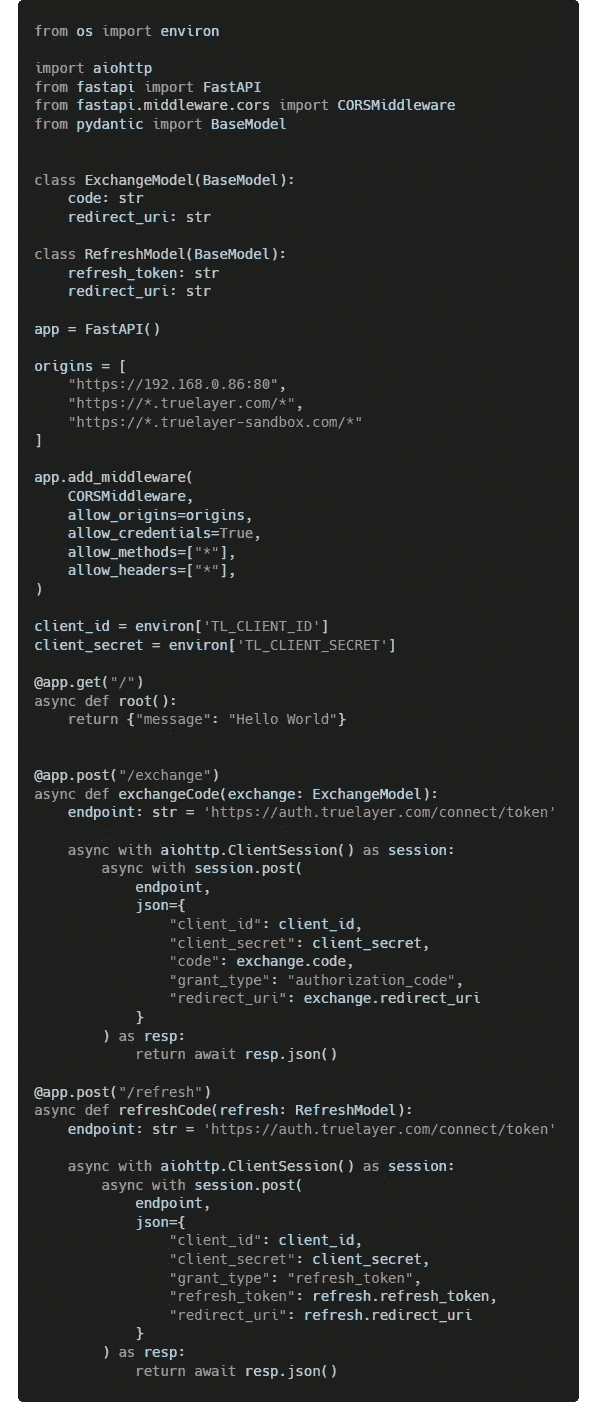 from os import environ

import aiohttp
from fastapi import FastAPI
from fastapi.middleware.cors import CORSMiddleware
from pydantic import BaseModel


class ExchangeModel(BaseModel):
    code: str
    redirect_uri: str

class RefreshModel(BaseModel):
    refresh_token: str
    redirect_uri: str

app = FastAPI()

origins = [
    "https://192.168.0.86:80",
    "https://*.truelayer.com/*",
    "https://*.truelayer-sandbox.com/*"
]

app.add_middleware(
    CORSMiddleware,
    allow_origins=origins,
    allow_credentials=True,
    allow_methods=["*"],
    allow_headers=["*"],
)

client_id = environ['TL_CLIENT_ID']
client_secret = environ['TL_CLIENT_SECRET']

@app.get("/")
async def root():
    return {"message": "Hello World"}


@app.post("/exchange")
async def exchangeCode(exchange: ExchangeModel):
    endpoint: str = 'https://auth.truelayer.com/connect/token'

    async with aiohttp.ClientSession() as session:
        async with session.post(
            endpoint,
            json={
                "client_id": client_id,
                "client_secret": client_secret,
                "code": exchange.code,
                "grant_type": "authorization_code",
                "redirect_uri": exchange.redirect_uri
            }
        ) as resp:
            return await resp.json()

@app.post("/refresh")
async def refreshCode(refresh: RefreshModel):
    endpoint: str = 'https://auth.truelayer.com/connect/token'

    async with aiohttp.ClientSession() as session:
        async with session.post(
            endpoint,
            json={
                "client_id": client_id,
                "client_secret": client_secret,
                "grant_type": "refresh_token",
                "refresh_token": refresh.refresh_token,
                "redirect_uri": refresh.redirect_uri
            }
        ) as resp:
            return await resp.json()